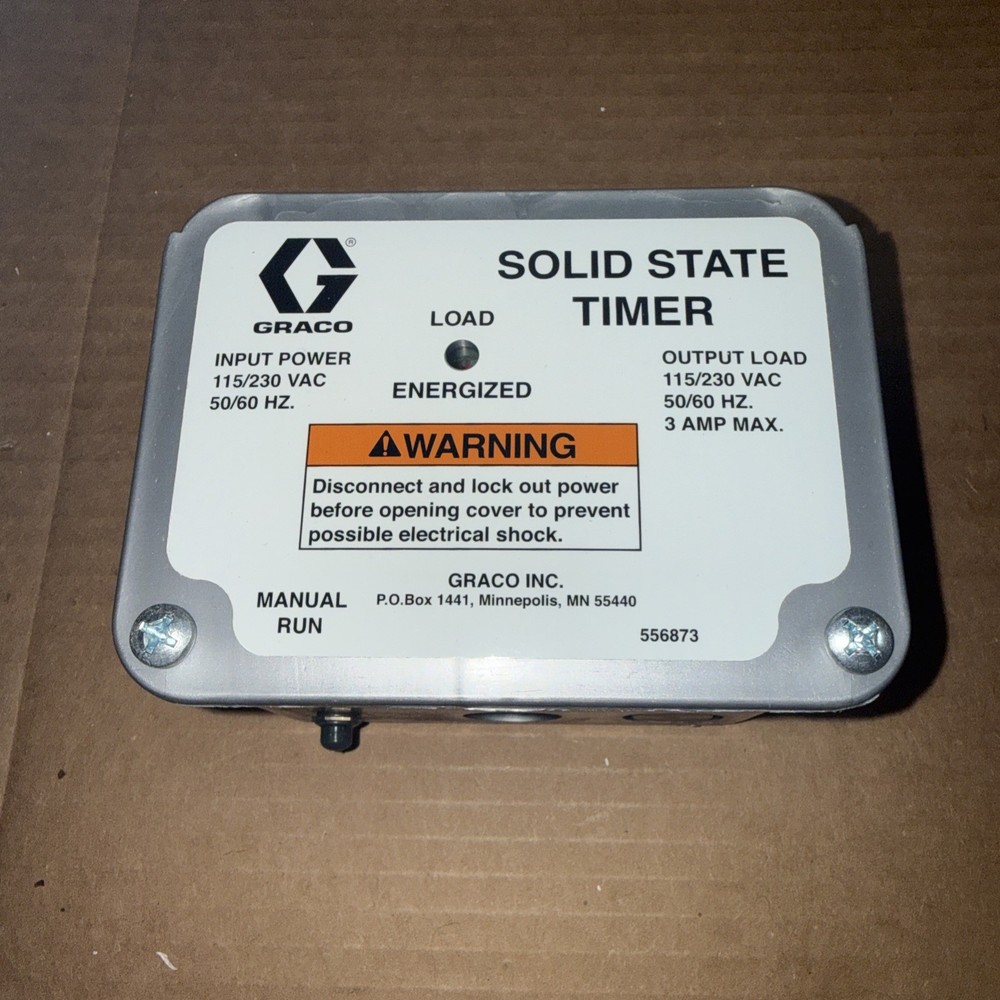 ®
GRACO
SOLID STATE
TIMER
LOAD
ENERGIZED
INPUT POWER
115/230 VAC
50/60 HZ.
OUTPUT LOAD
115/230 VAC
50/60 HZ.
3 AMP MAX.
WARNING
Disconnect and lock out power
before opening cover to prevent
possible electrical shock.
GRACO INC.
P.O.Box 1441, Minnepolis, MN 55440
MANUAL
RUN
556873